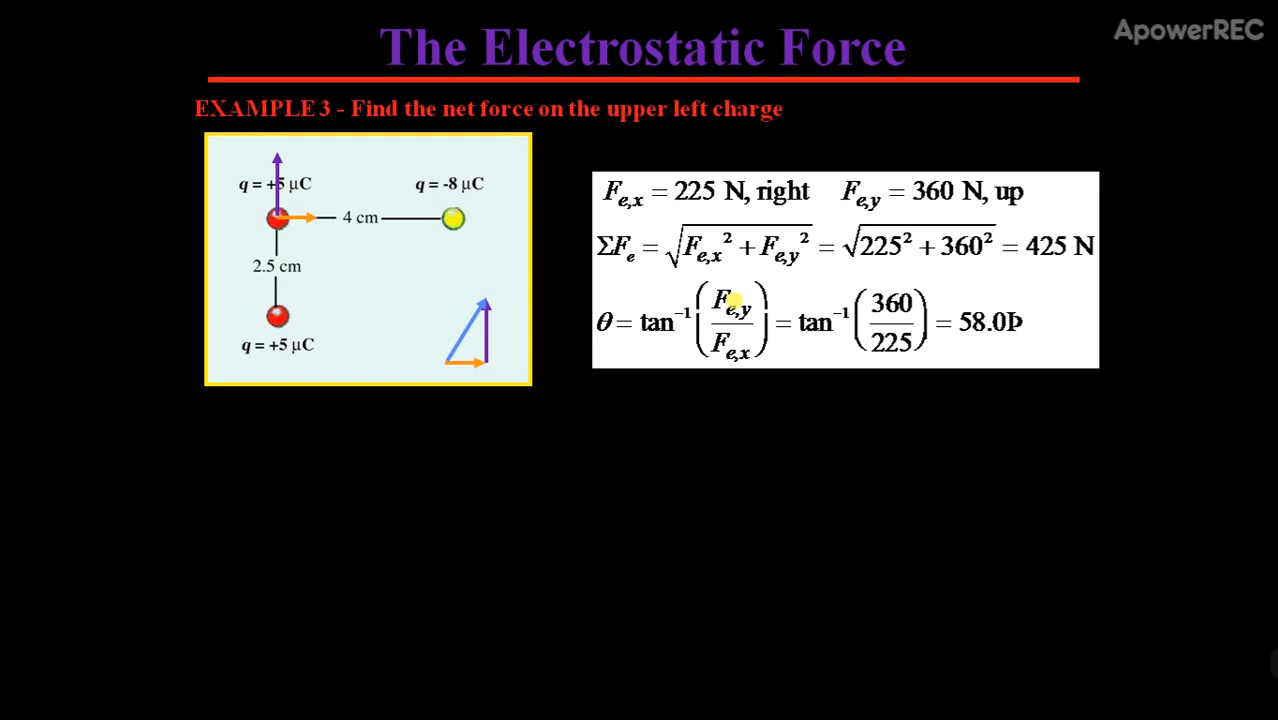 ApowerREC
The Electrostatic Force
EXAMPLE 3 - Find the net force on the upper left charge
q = +5 μC
q = -8 μC
4 cm
2.5 cm
q = +5 μC
Fe,x = 225 N, right Fe,y = 360 N, up
ΣFe = √(Fe,x² + Fe,y²) = √(225² + 360²) = 425 N
θ = tan⁻¹(Fe,y/Fe,x) = tan⁻¹(360/225) = 58.0Þ